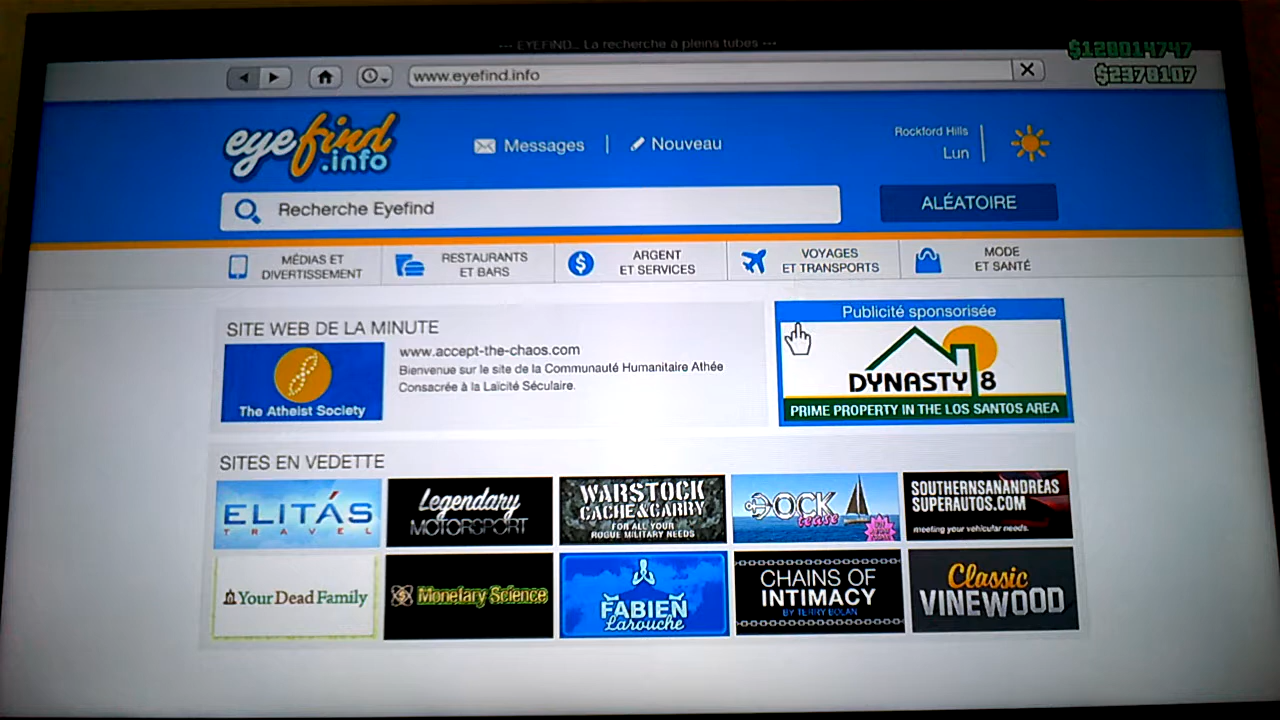 --- EYEFIND... La recherche à pleins tubes ---
$128014747
$2378107
www.eyefind.info
eyefind
.info
Messages
Nouveau
Rockford Hills
Lun
Recherche Eyefind
ALÉATOIRE
MÉDIAS ET
DIVERTISSEMENT
RESTAURANTS
ET BARS
ARGENT
ET SERVICES
VOYAGES
ET TRANSPORTS
MODE
ET SANTÉ
SITE WEB DE LA MINUTE
The Atheist Society
www.accept-the-chaos.com
Bienvenue sur le site de la Communauté Humanitaire Athée
Consacrée à la Laïcité Séculaire.
Publicité sponsorisée
DYNASTY 8
PRIME PROPERTY IN THE LOS SANTOS AREA
SITES EN VEDETTE
ELITÁS
TRAVEL
Legendary
MOTORSPORT
WARSTOCK
CACHE & CARRY
FOR ALL YOUR
ROGUE MILITARY NEEDS
DOCK
tease
SOUTHERNSANANDREAS
SUPERAUTOS.COM
meeting your vehicular needs.
Your Dead Family
Monetary Science
FABIEN
Larouche
CHAINS OF
INTIMACY
BY TERRY BOLAN
Classic
VINEWOOD